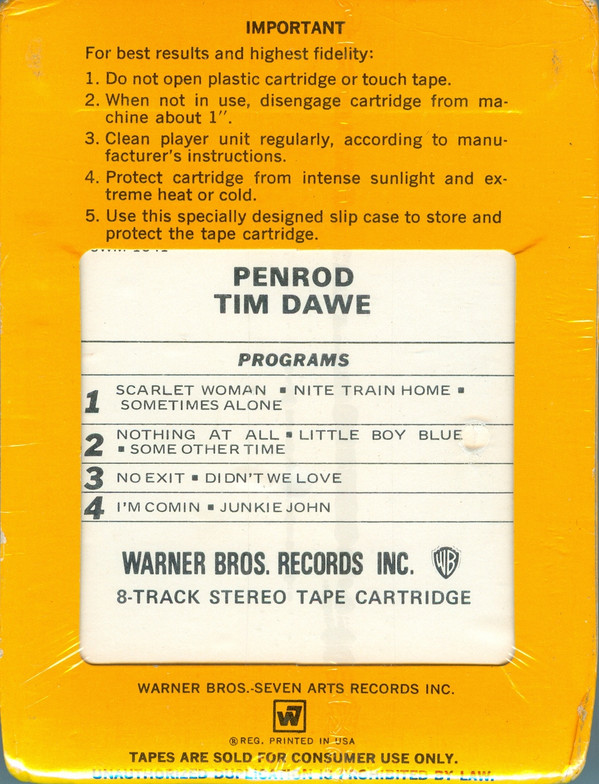 IMPORTANT
For best results and highest fidelity:
1. Do not open plastic cartridge or touch tape.
2. When not in use, disengage cartridge from ma-
chine about 1″.
3. Clean player unit regularly, according to manu-
facturer's instructions.
4. Protect cartridge from intense sunlight and ex-
treme heat or cold.
5. Use this specially designed slip case to store and
protect the tape cartridge.
PENROD
TIM DAWE
PROGRAMS
1 SCARLET WOMAN ▪ NITE TRAIN HOME ▪
SOMETIMES ALONE
2 NOTHING AT ALL ▪ LITTLE BOY BLUE
▪ SOME OTHER TIME
3 NO EXIT ▪ DIDN'T WE LOVE
4 I'M COMIN ▪ JUNKIE JOHN
WARNER BROS. RECORDS INC. WB
8-TRACK STEREO TAPE CARTRIDGE
WARNER BROS.-SEVEN ARTS RECORDS INC.
W7
® REG. PRINTED IN USA
TAPES ARE SOLD FOR CONSUMER USE ONLY.
UNAUTHORIZED DUPLICATION IS PROHIBITED BY LAW.